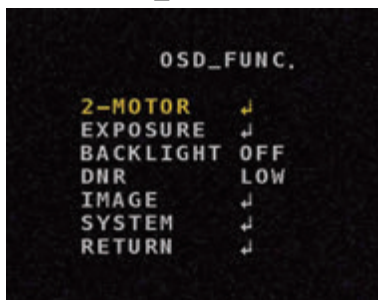 OSD_FUNC.
2-MOTOR ↲
EXPOSURE ↲
BACKLIGHT OFF
DNR LOW
IMAGE ↲
SYSTEM ↲
RETURN ↲